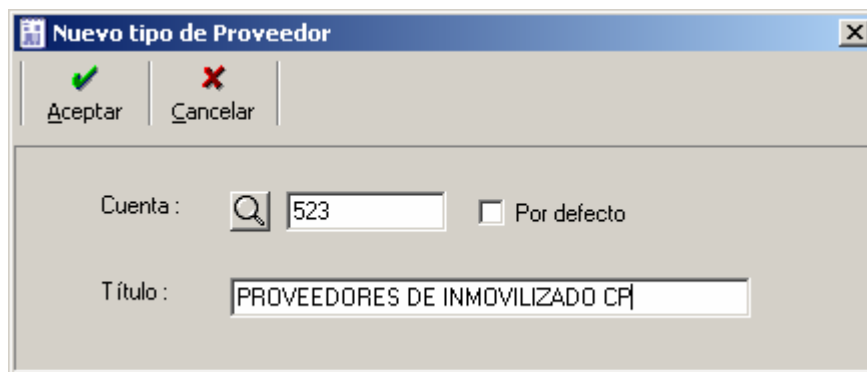 Nuevo tipo de Proveedor
Aceptar Cancelar
Cuenta : 523 Por defecto
Título : PROVEEDORES DE INMOVILIZADO CP